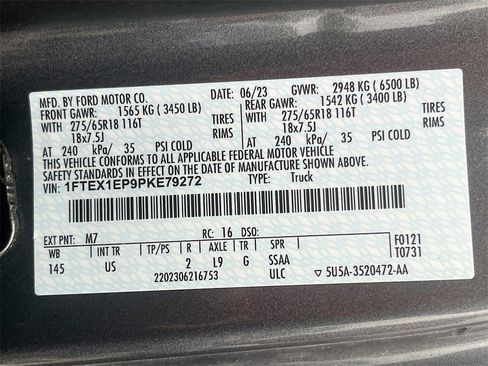 MFD. BY FORD MOTOR CO. DATE: 06/23 GVWR: 2948 KG ( 6500 LB)
FRONT GAWR: 1565 KG ( 3450 LB) REAR GAWR: 1542 KG ( 3400 LB)
WITH 275/65R18 116T TIRES WITH 275/65R18 116T TIRES
18x7.5J RIMS 18x7.5J RIMS
AT 240 kPa/ 35 PSI COLD AT 240 kPa/ 35 PSI COLD
THIS VEHICLE CONFORMS TO ALL APPLICABLE FEDERAL MOTOR VEHICLE
SAFETY STANDARDS IN EFFECT ON THE DATE OF MANUFACTURE SHOWN ABOVE.
VIN: 1FTEX1EP9PKE79272 TYPE: Truck
EXT PNT: M7 RC: 16 DSO: F0121
WB INT TR TP/PS R AXLE TR SPR T0731
145 US 2 L9 G SSAA
2202306216753 ULC ▽ 5U5A-3520472-AA